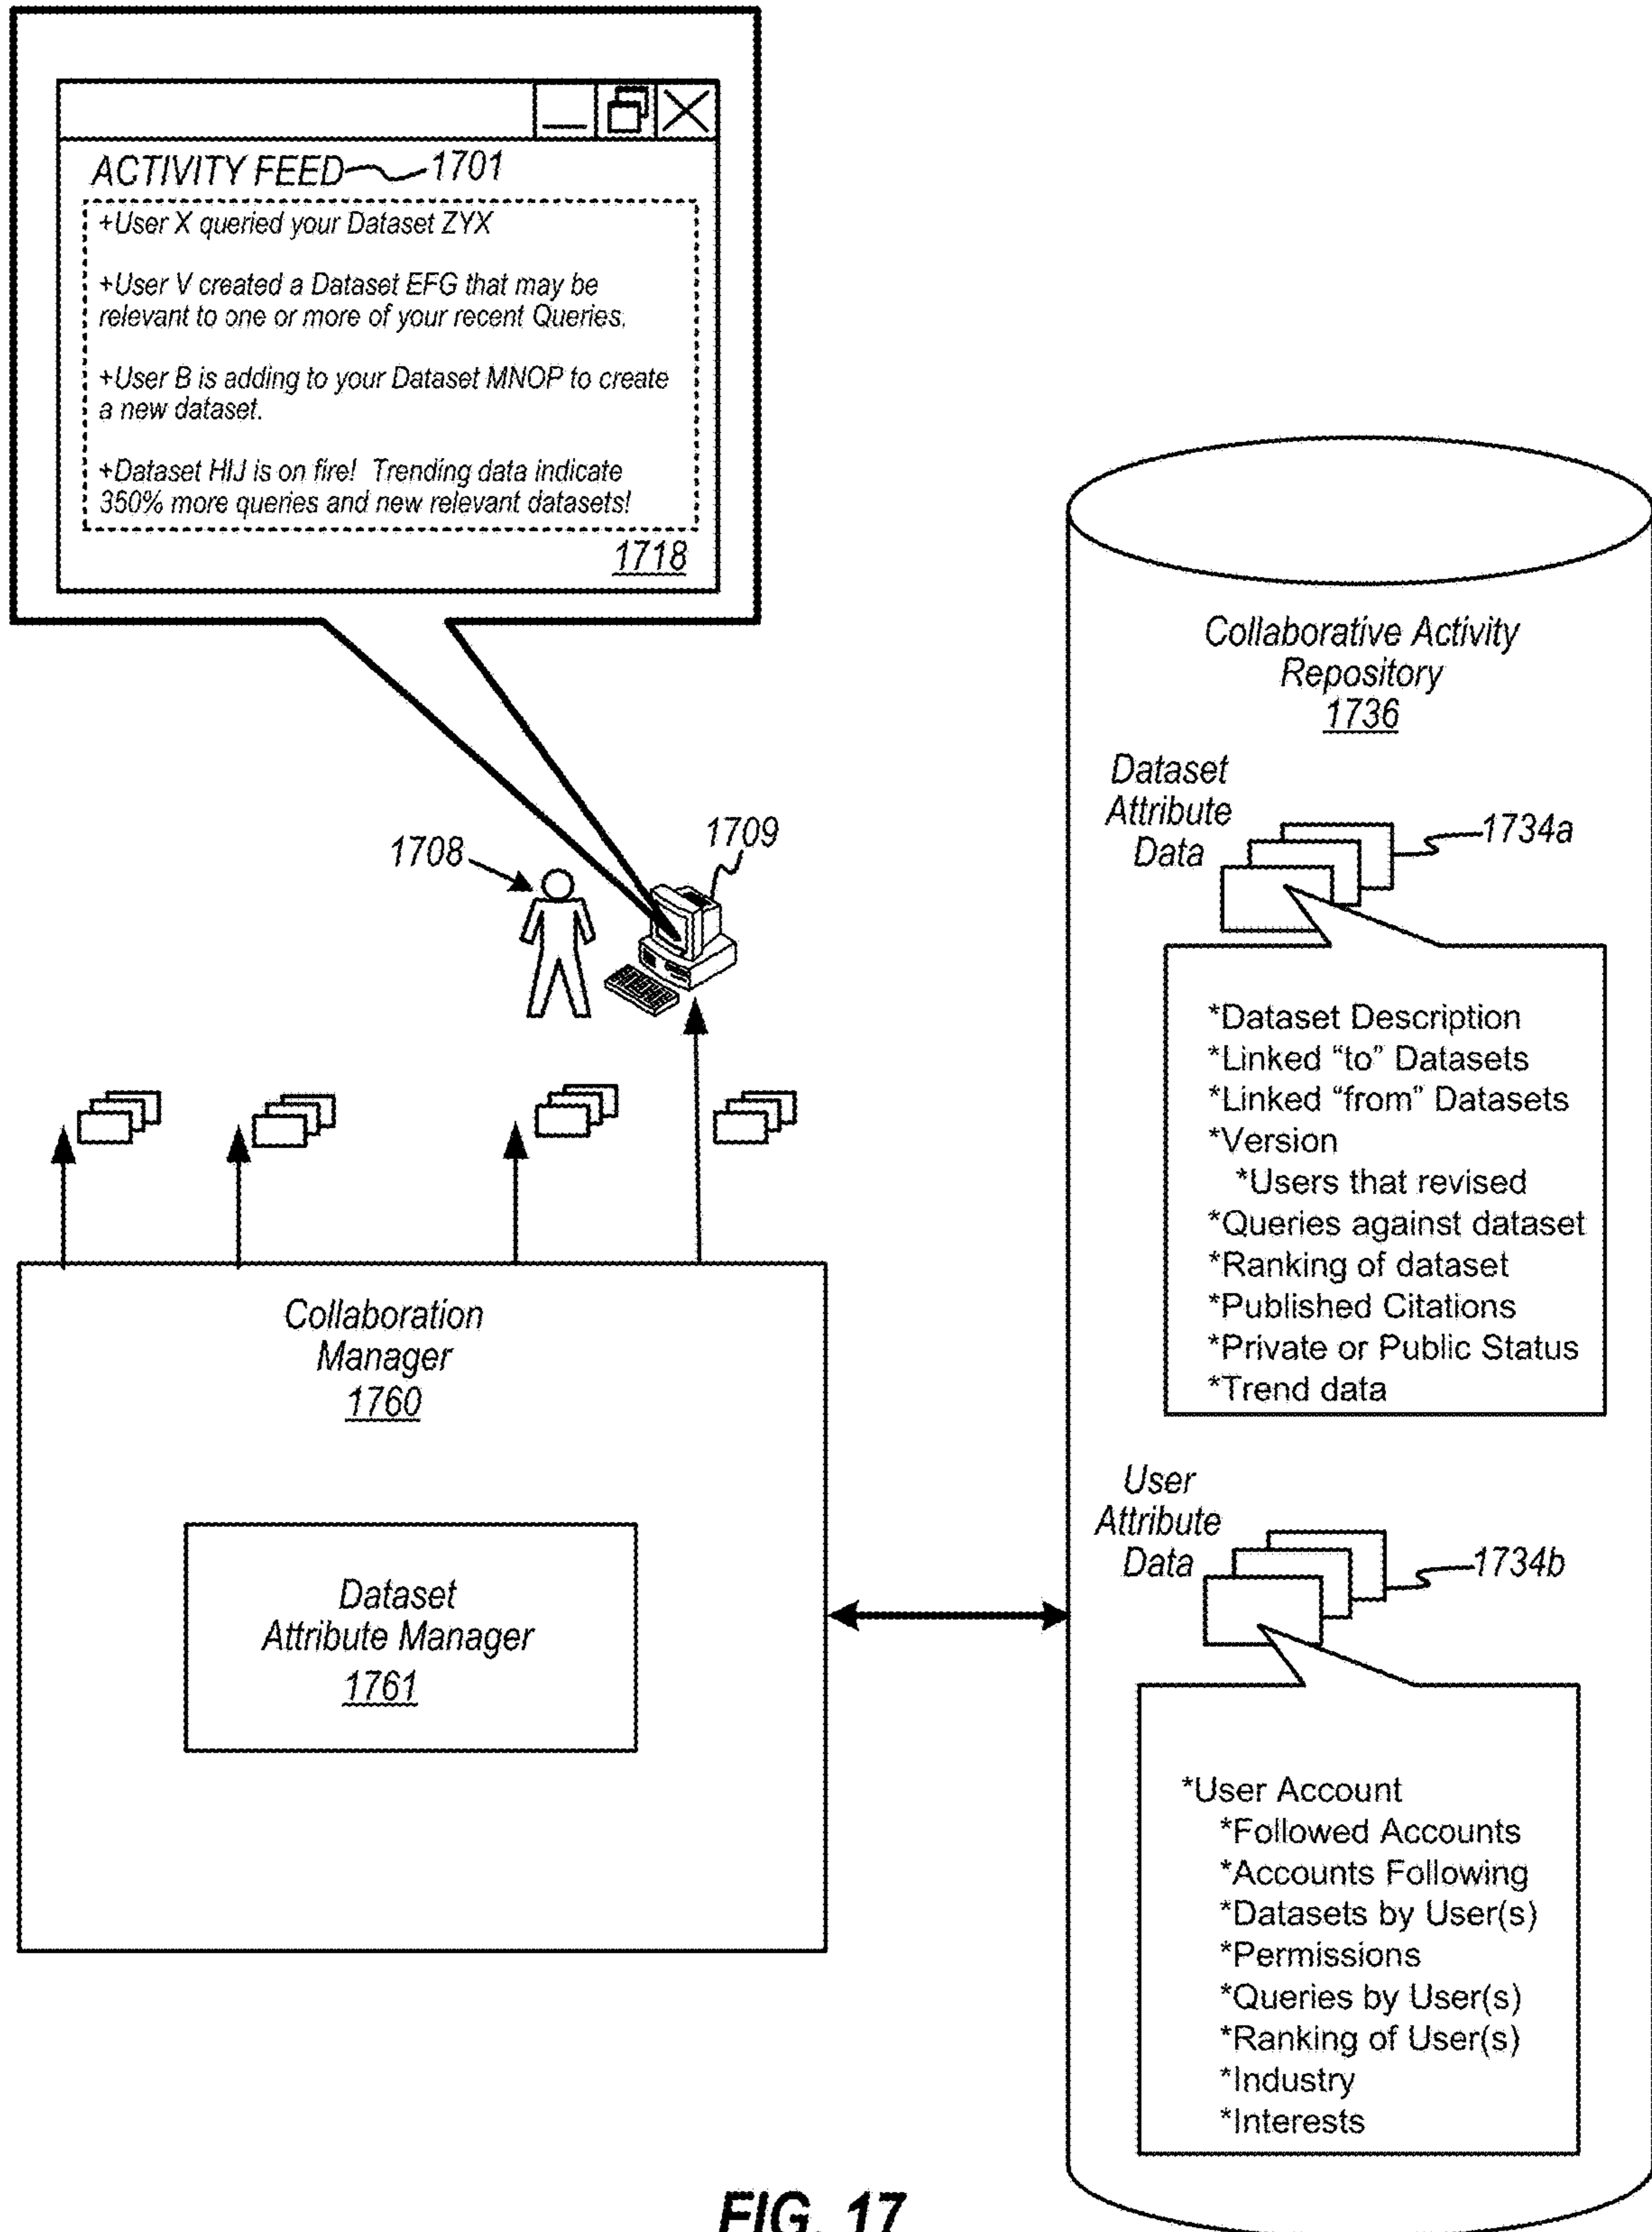 ACTIVITY FEED 1701
+User X queried your Dataset ZYX
+User V created a Dataset EFG that may be
relevant to one or more of your recent Queries.
+User B is adding to your Dataset MNOP to create
a new dataset.
+Dataset HIJ is on fire! Trending data indicate
350% more queries and new relevant datasets!
1718
1708
1709
Collaboration
Manager
1760
Dataset
Attribute Manager
1761
Collaborative Activity
Repository
1736
Dataset
Attribute
Data
1734a
*Dataset Description
*Linked “to” Datasets
*Linked “from” Datasets
*Version
*Users that revised
*Queries against dataset
*Ranking of dataset
*Published Citations
*Private or Public Status
*Trend data
User
Attribute
Data
1734b
*User Account
*Followed Accounts
*Accounts Following
*Datasets by User(s)
*Permissions
*Queries by User(s)
*Ranking of User(s)
*Industry
*Interests
FIG. 17